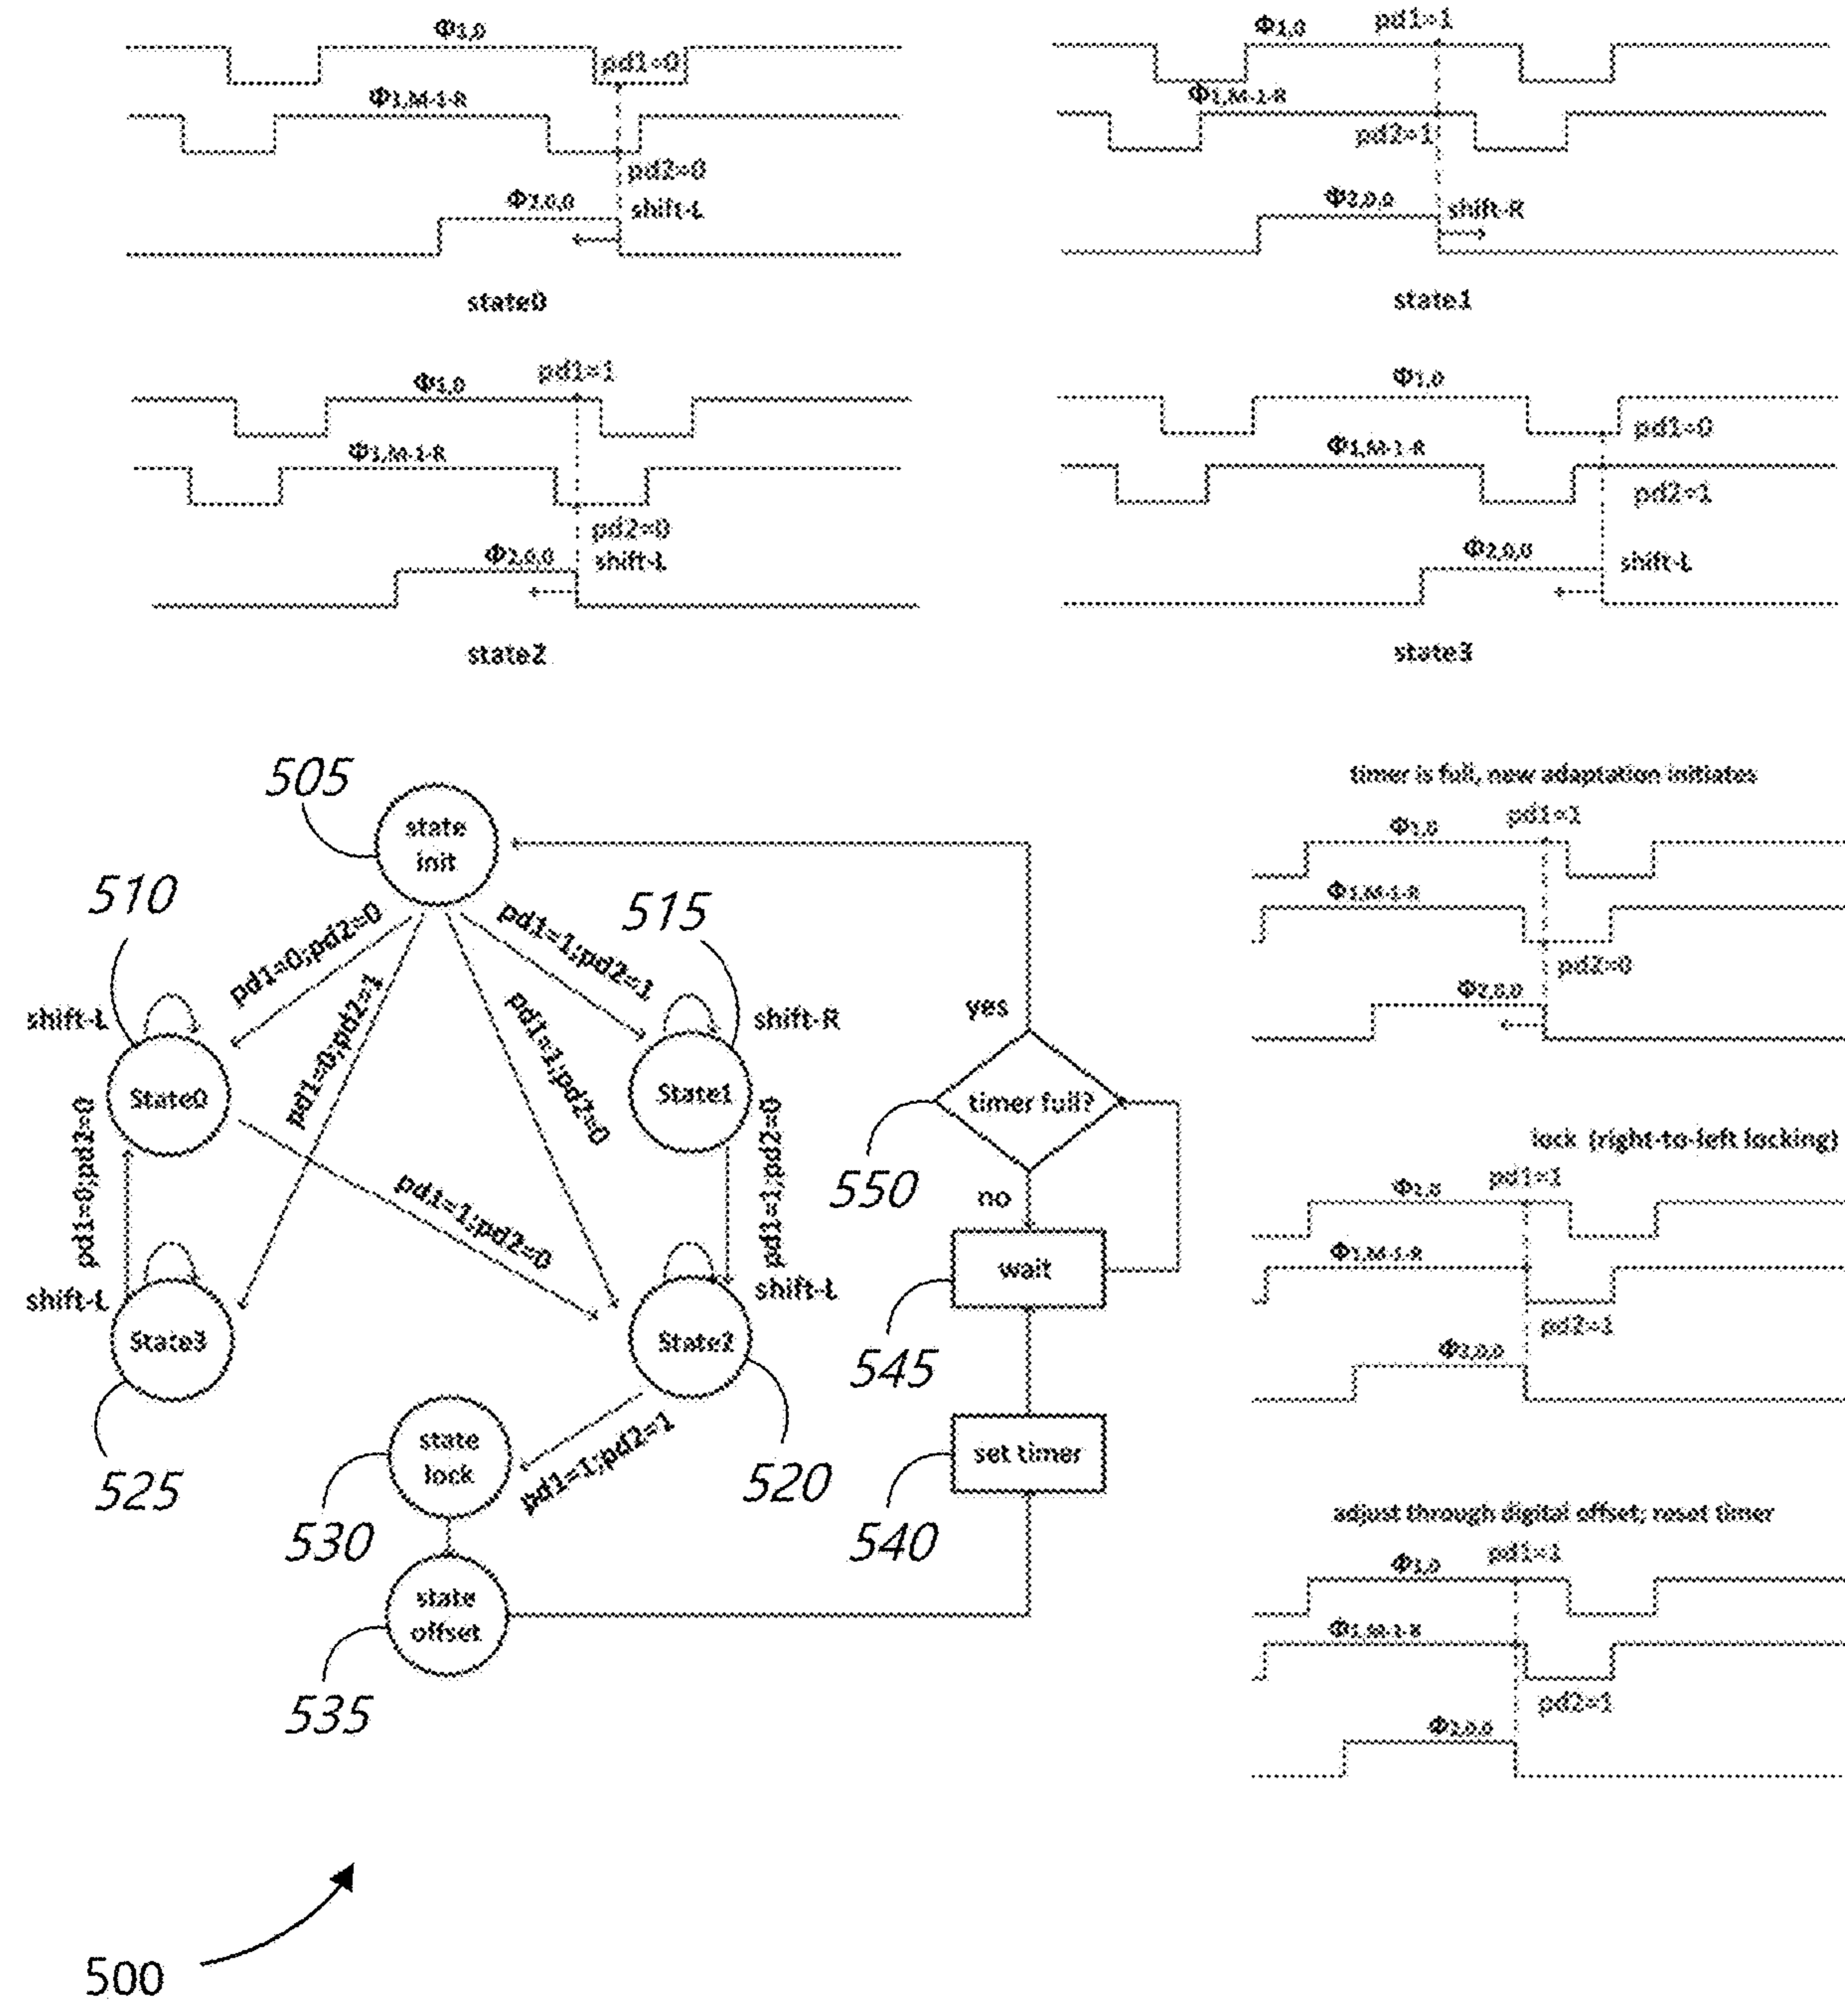 Φ1,0
pd1=0
Φ1,M-1-R
pd2=0
Φ2,0,0
shift-L
state0
Φ1,0
pd1=1
Φ1,M-1-R
pd2=1
Φ2,0,0
shift-R
state1
Φ1,0
pd1=1
Φ1,M-1-R
pd2=0
Φ2,0,0
shift-L
state2
Φ1,0
pd1=0
Φ1,M-1-R
pd2=1
Φ2,0,0
shift-L
state3
505
state
init
510
515
pd1=0;pd2=0
pd1=1;pd2=1
pd1=0;pd2=1
pd1=1;pd2=0
shift-L
shift-R
State0
State1
pd1=0;pd2=0
pd1=1;pd2=0
pd1=1;pd2=0
shift-L
shift-L
State3
State2
525
520
pd1=1;pd2=1
state
lock
530
state
offset
535
yes
timer full?
550
no
wait
545
set timer
540
timer is full, new adaptation initiates
pd1=1
Φ1,0
Φ1,M-1-R
pd2=0
Φ2,0,0
lock (right-to-left locking)
pd1=1
Φ1,0
Φ1,M-1-R
pd2=1
Φ2,0,0
adjust through digital offset; reset timer
pd1=1
Φ1,0
Φ1,M-1-R
pd2=1
Φ2,0,0
500